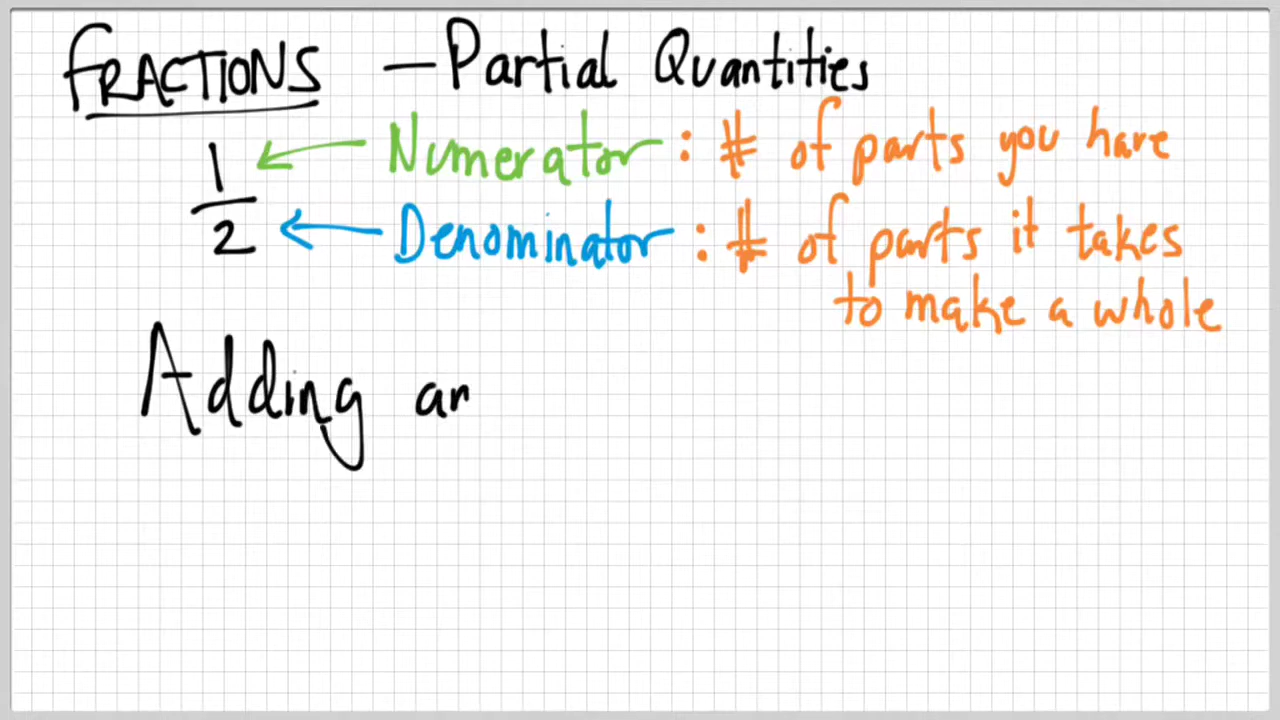 FRACTIONS — Partial Quantities
1 ← Numerator : # of parts you have
2 ← Denominator : # of parts it takes
to make a whole
Adding an